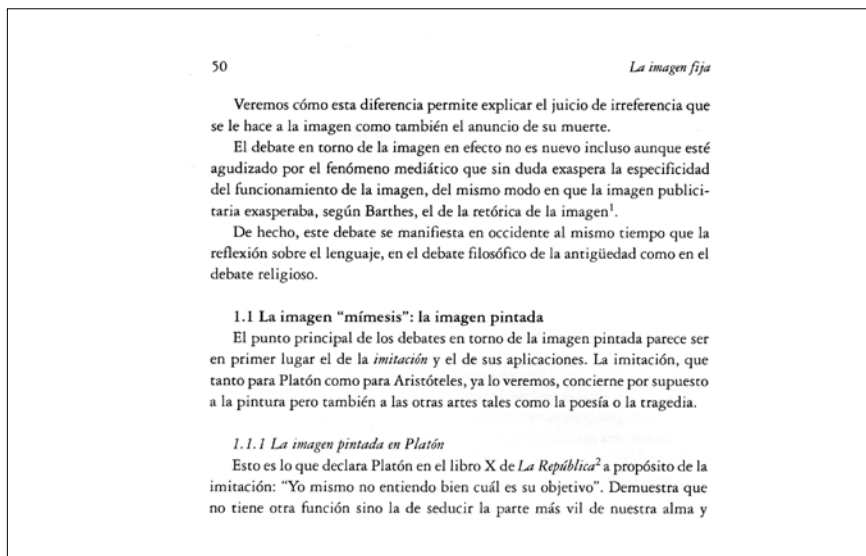 50
La imagen fija
Veremos cómo esta diferencia permite explicar el juicio de irreferencia que
se le hace a la imagen como también el anuncio de su muerte.
El debate en torno de la imagen en efecto no es nuevo incluso aunque esté
agudizado por el fenómeno mediático que sin duda exaspera la especificidad
del funcionamiento de la imagen, del mismo modo en que la imagen publici-
taria exasperaba, según Barthes, el de la retórica de la imagen¹.
De hecho, este debate se manifiesta en occidente al mismo tiempo que la
reflexión sobre el lenguaje, en el debate filosófico de la antigüedad como en el
debate religioso.
1.1 La imagen “mímesis”: la imagen pintada
El punto principal de los debates en torno de la imagen pintada parece ser
en primer lugar el de la imitación y el de sus aplicaciones. La imitación, que
tanto para Platón como para Aristóteles, ya lo veremos, concierne por supuesto
a la pintura pero también a las otras artes tales como la poesía o la tragedia.
1.1.1 La imagen pintada en Platón
Esto es lo que declara Platón en el libro X de La República² a propósito de la
imitación: “Yo mismo no entiendo bien cuál es su objetivo”. Demuestra que
no tiene otra función sino la de seducir la parte más vil de nuestra alma y